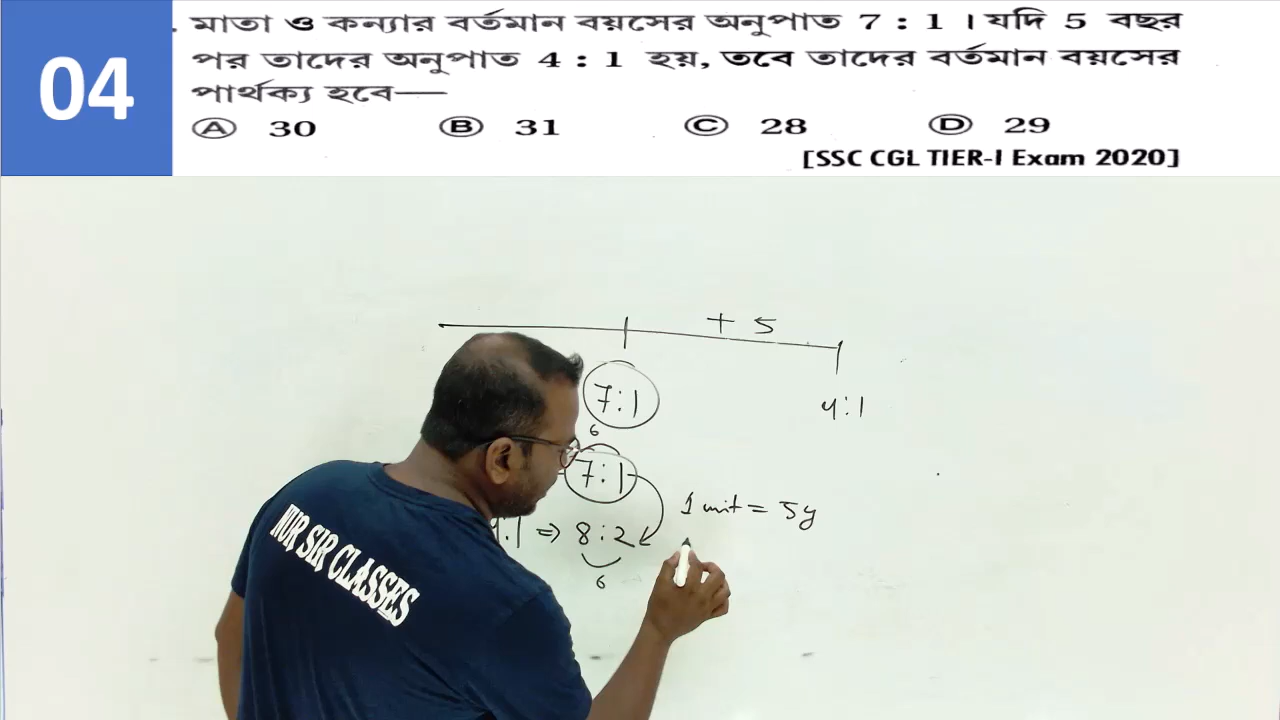 04
. মাতা ও কন্যার বর্তমান বয়সের অনুপাত 7 : 1 । যদি 5 বছর
পর তাদের অনুপাত 4 : 1 হয়, তবে তাদের বর্তমান বয়সের
পার্থক্য হবে—
Ⓐ 30 Ⓑ 31 Ⓒ 28 Ⓓ 29
[SSC CGL TIER-I Exam 2020]
+ 5
7:1
4:1
6
7:1
1 unit = 5y
4:1 ⇒ 8:2
6
NUR SIR CLASSES